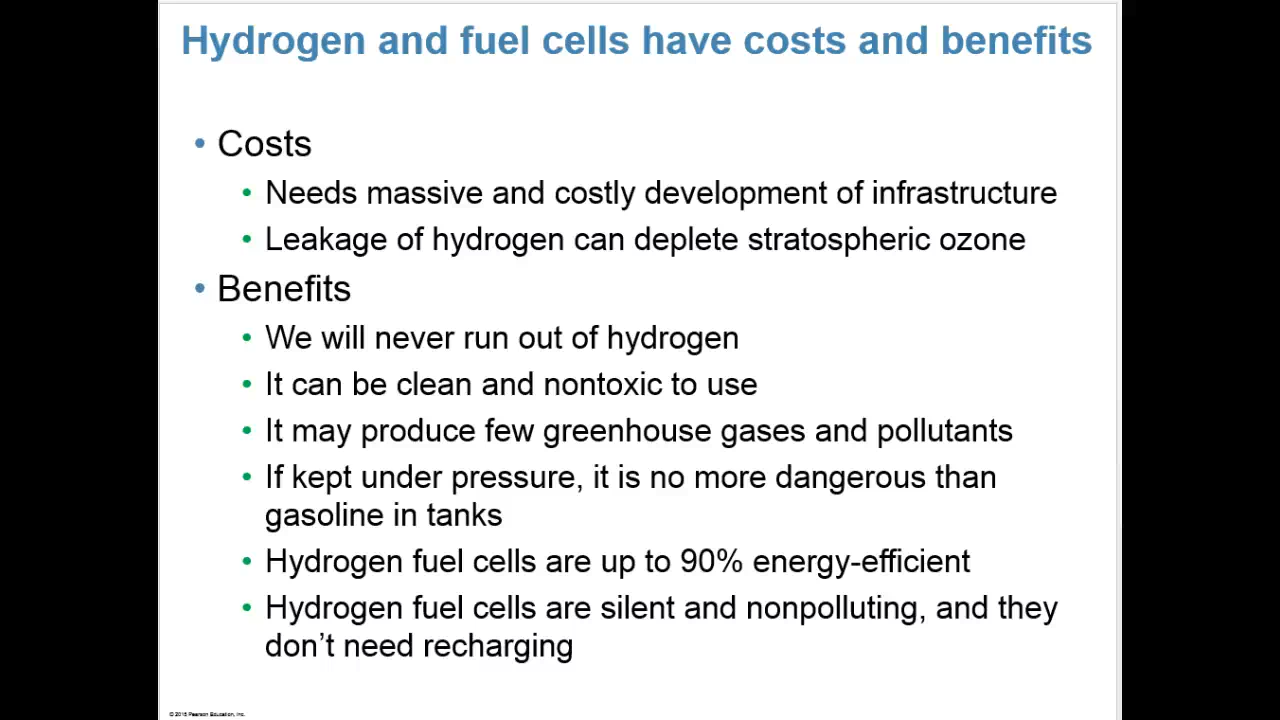 Hydrogen and fuel cells have costs and benefits
• Costs
• Needs massive and costly development of infrastructure
• Leakage of hydrogen can deplete stratospheric ozone
• Benefits
• We will never run out of hydrogen
• It can be clean and nontoxic to use
• It may produce few greenhouse gases and pollutants
• If kept under pressure, it is no more dangerous than
gasoline in tanks
• Hydrogen fuel cells are up to 90% energy-efficient
• Hydrogen fuel cells are silent and nonpolluting, and they
don’t need recharging
© 2015 Pearson Education, Inc.